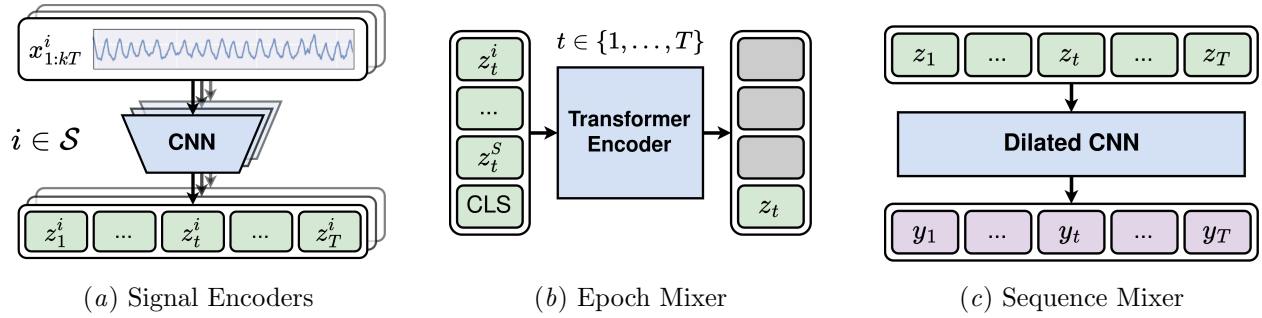 x^i_{1:kT}
i ∈ 𝒮
CNN
z^i_1 ... z^i_t ... z^i_T
(a) Signal Encoders
z^i_t
...
z^S_t
CLS
t ∈ {1, . . . , T}
Transformer
Encoder
z_t
(b) Epoch Mixer
z_1 ... z_t ... z_T
Dilated CNN
y_1 ... y_t ... y_T
(c) Sequence Mixer